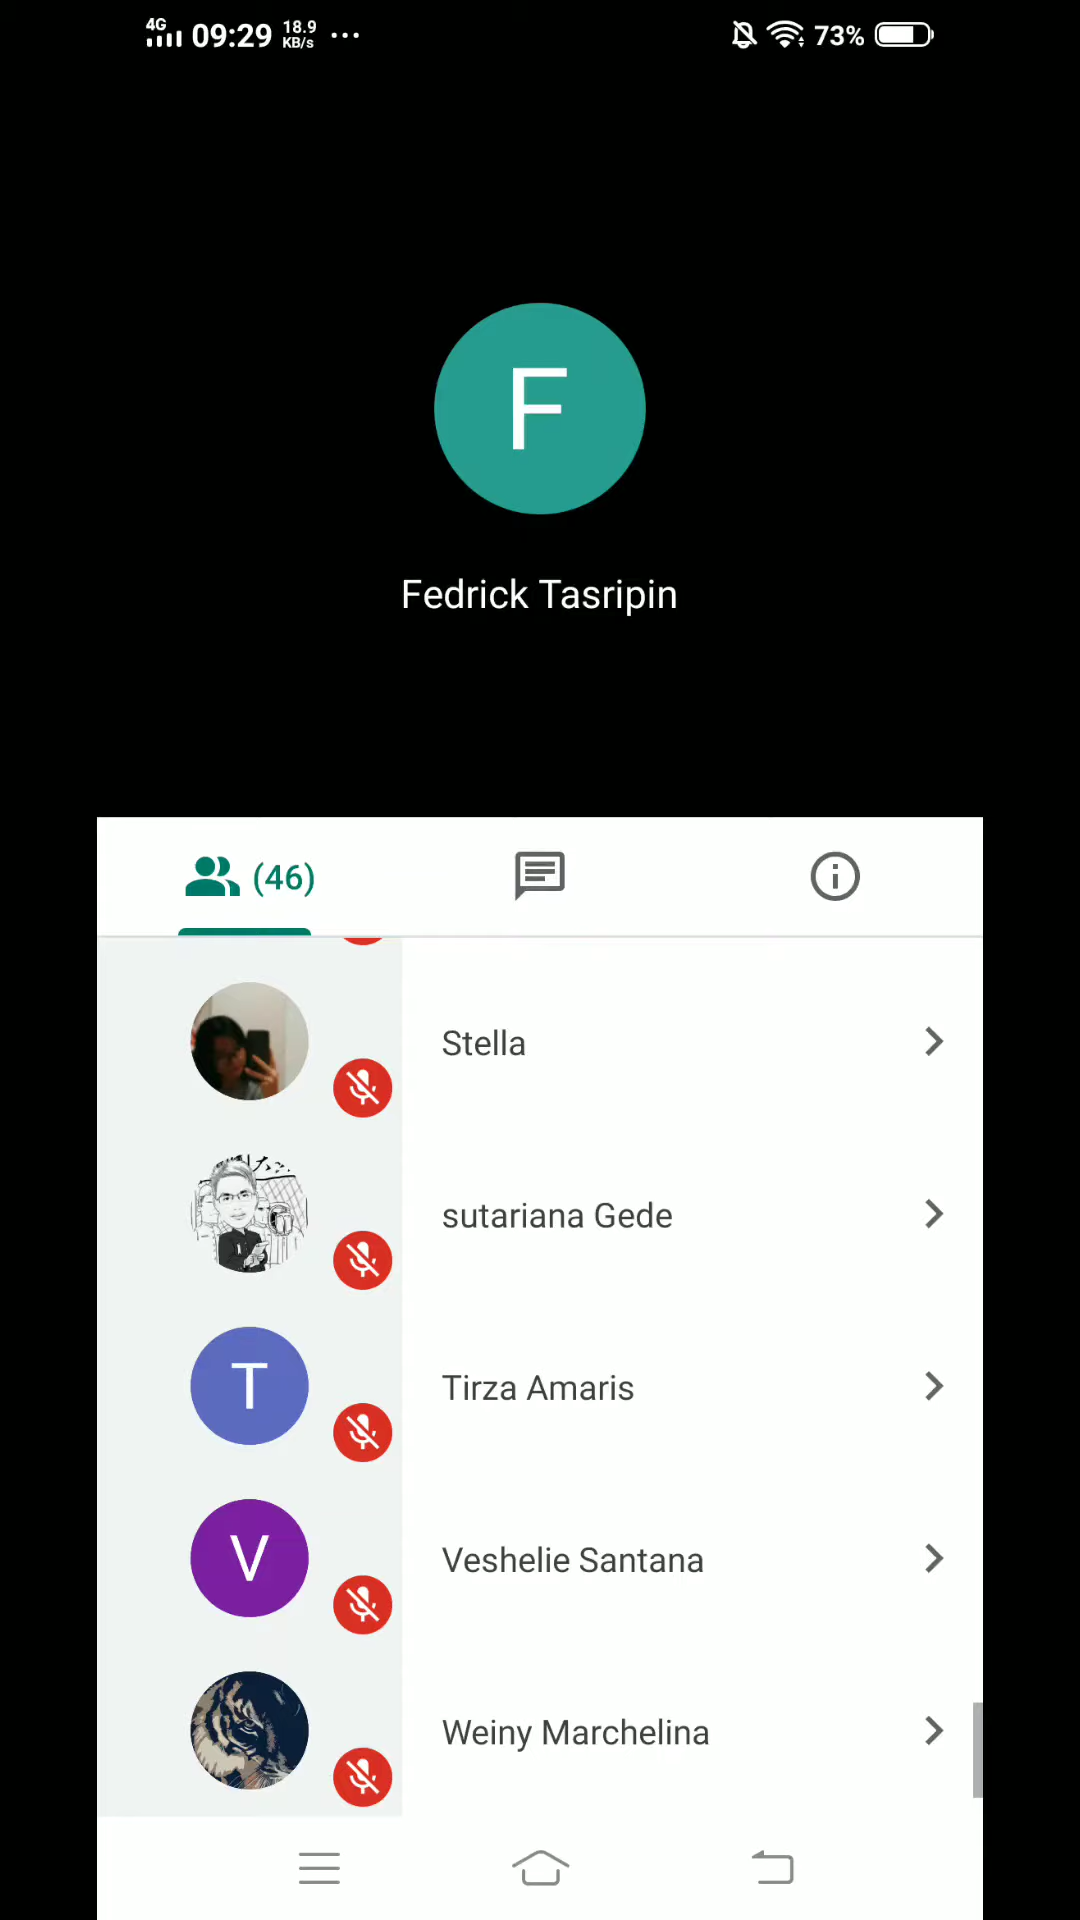 4G 09:29 18.9 KB/s ... 73%
F
Fedrick Tasripin
(46)
Stella
sutariana Gede
T Tirza Amaris
V Veshelie Santana
Weiny Marchelina